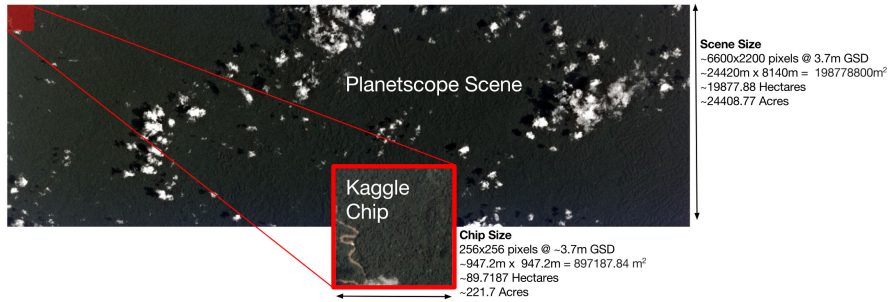 Planetscope Scene
Scene Size
~6600x2200 pixels @ 3.7m GSD
~24420m x 8140m = 198778800m²
~19877.88 Hectares
~24408.77 Acres
Kaggle
Chip
Chip Size
256x256 pixels @ ~3.7m GSD
~947.2m x 947.2m = 897187.84 m²
~89.7187 Hectares
~221.7 Acres